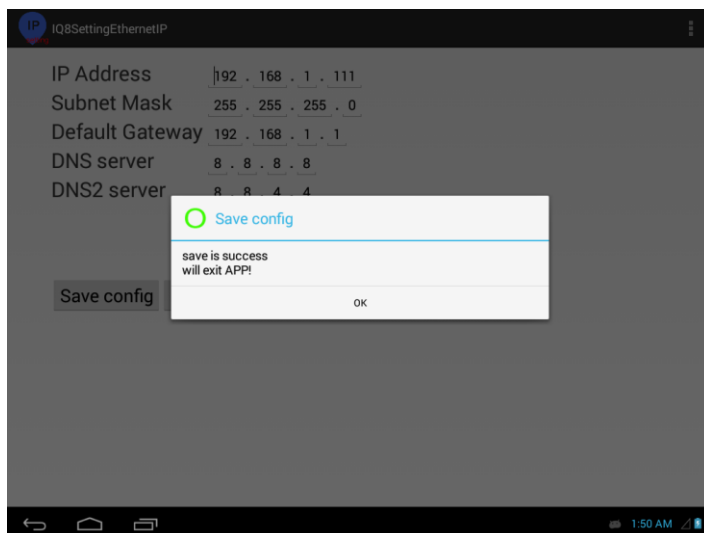 IP
IQ8SettingEthernetIP
IP Address 192 . 168 . 1 . 111
Subnet Mask 255 . 255 . 255 . 0
Default Gateway 192 . 168 . 1 . 1
DNS server 8 . 8 . 8 . 8
DNS2 server 8 . 8 . 4 . 4
Save config
save is success
will exit APP!
OK
Save config
1:50 AM